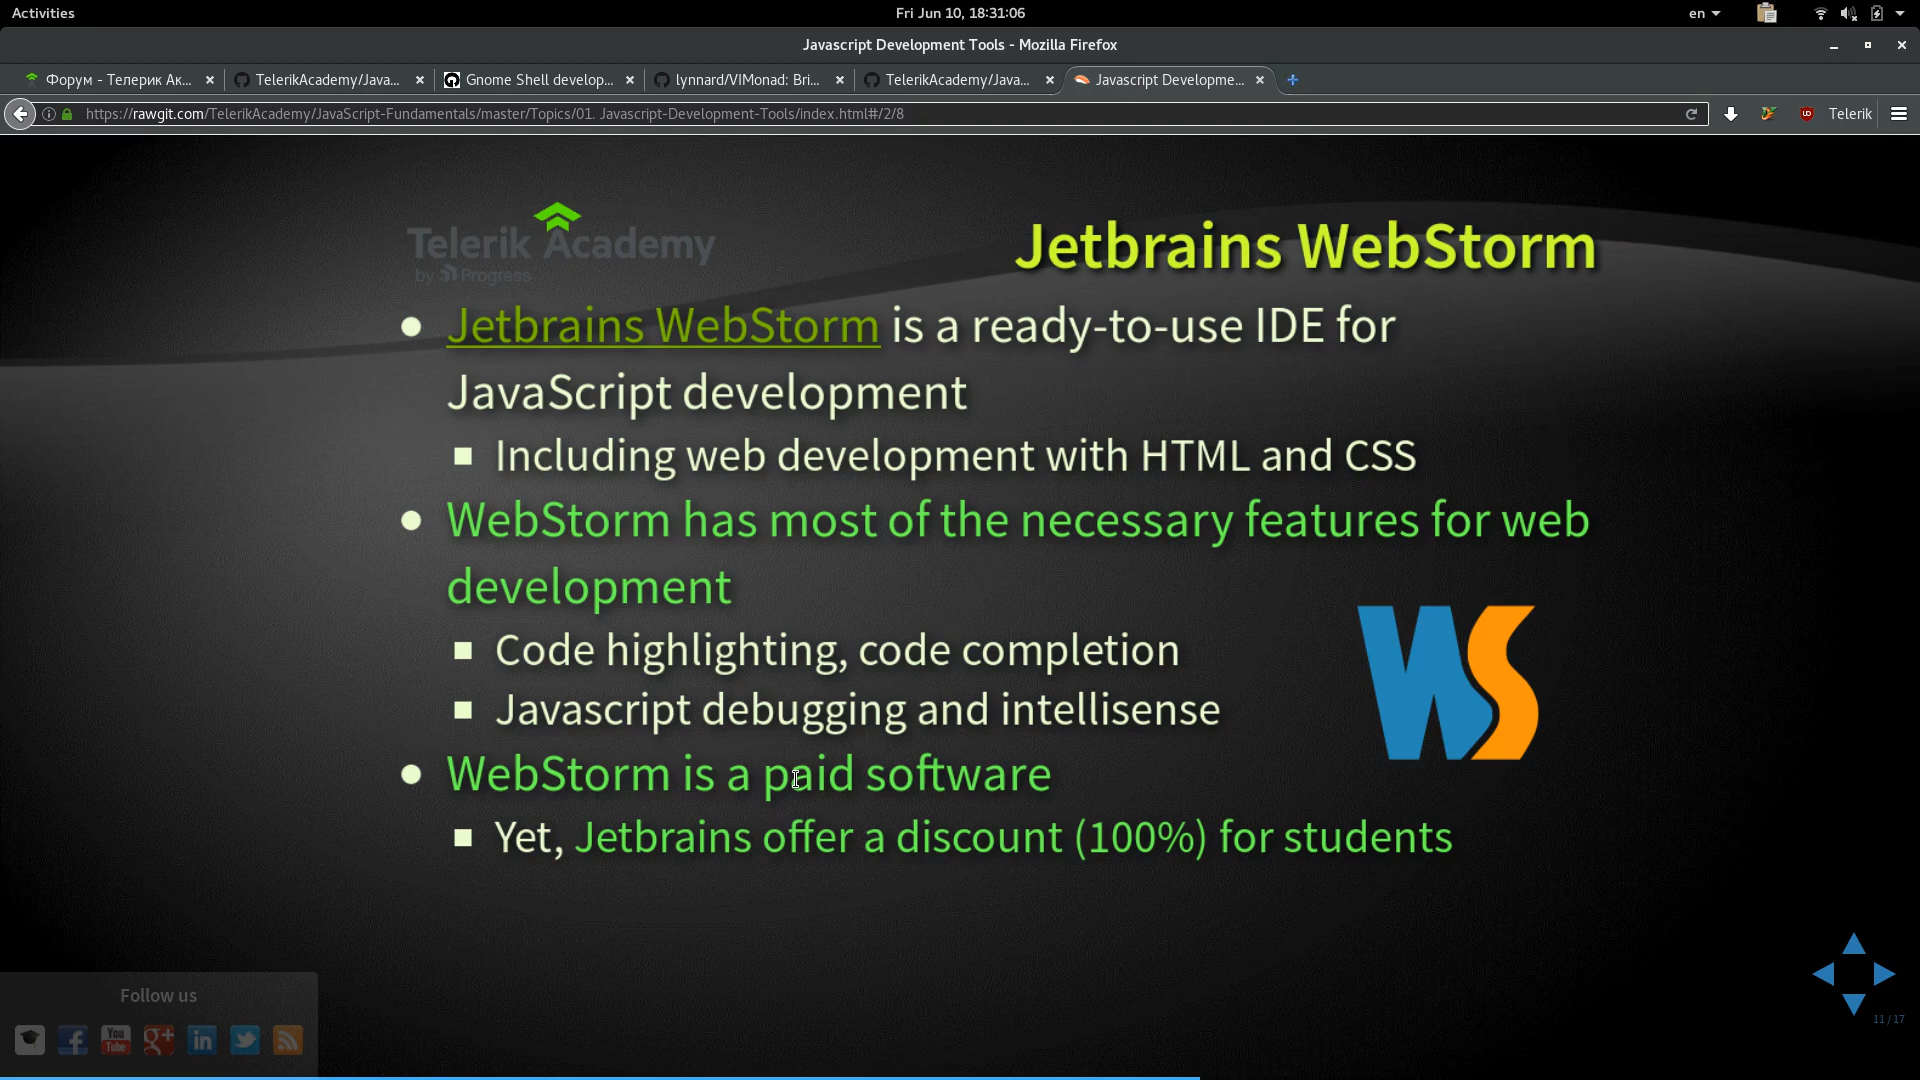 Activities
Fri Jun 10, 18:31:06
en
Javascript Development Tools - Mozilla Firefox
Форум - Телерик Ак...
TelerikAcademy/Java...
Gnome Shell develop...
lynnard/VIMonad: Bri...
TelerikAcademy/Java...
Javascript Developme...
https://rawgit.com/TelerikAcademy/JavaScript-Fundamentals/master/Topics/01. Javascript-Development-Tools/index.html#/2/8
Telerik
Telerik Academy
by Progress
Jetbrains WebStorm
Jetbrains WebStorm is a ready-to-use IDE for
JavaScript development
Including web development with HTML and CSS
WebStorm has most of the necessary features for web
development
Code highlighting, code completion
Javascript debugging and intellisense
WS
WebStorm is a paid software
Yet, Jetbrains offer a discount (100%) for students
Follow us
You
Tube
11 / 17